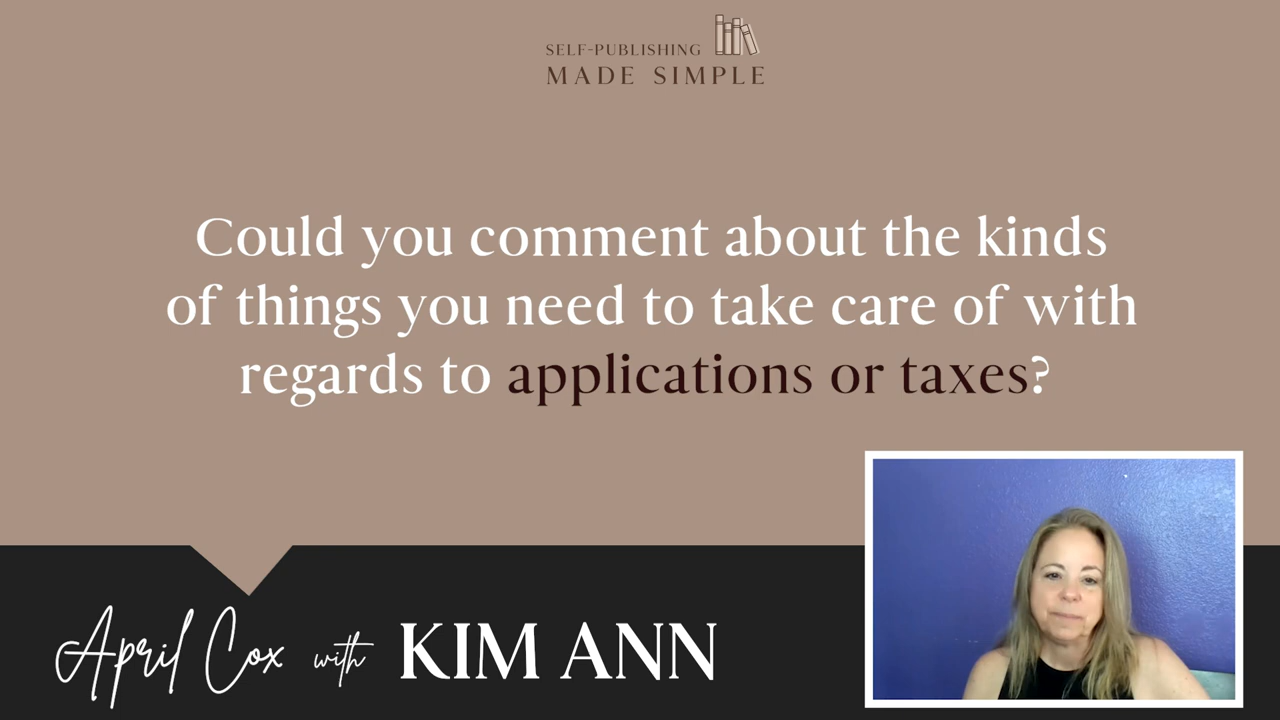 SELF-PUBLISHING
MADE SIMPLE
Could you comment about the kinds
of things you need to take care of with
regards to applications or taxes?
April Cox with KIM ANN